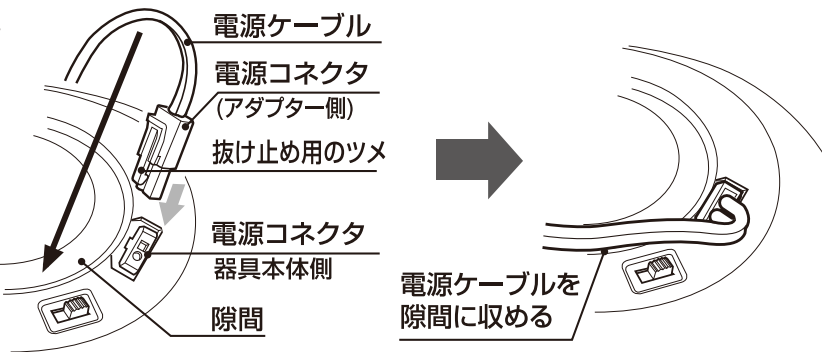 電源ケーブル
電源コネクタ
(アダプター側)
抜け止め用のツメ
電源コネクタ
器具本体側
隙間
電源ケーブルを
隙間に収める